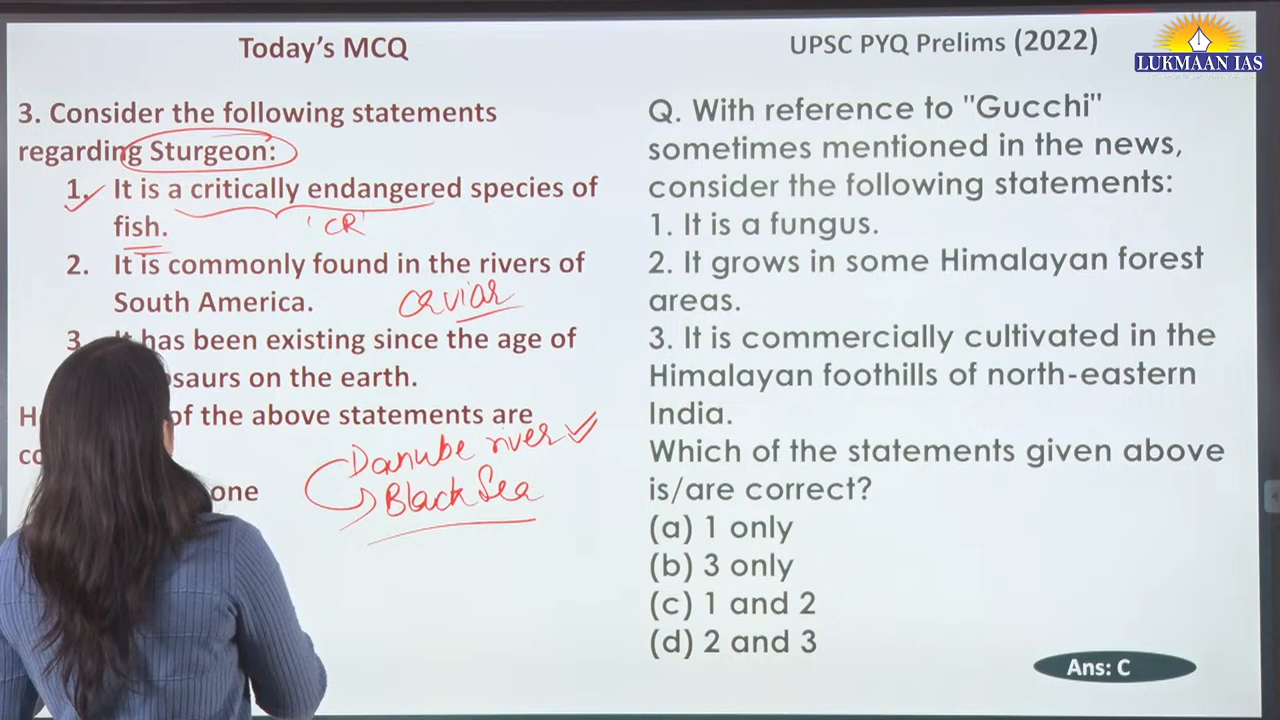 Today's MCQ
3. Consider the following statements
regarding Sturgeon:
1. It is a critically endangered species of
fish.
'CR'
2. It is commonly found in the rivers of
South America.
Caviar
3. It has been existing since the age of
on the earth.
of the above statements are
Danube river
Black Sea
one
UPSC PYQ Prelims (2022)
LUKMAAN IAS
Q. With reference to "Gucchi"
sometimes mentioned in the news,
consider the following statements:
1. It is a fungus.
2. It grows in some Himalayan forest
areas.
3. It is commercially cultivated in the
Himalayan foothills of north-eastern
India.
Which of the statements given above
is/are correct?
(a) 1 only
(b) 3 only
(c) 1 and 2
(d) 2 and 3
Ans: C